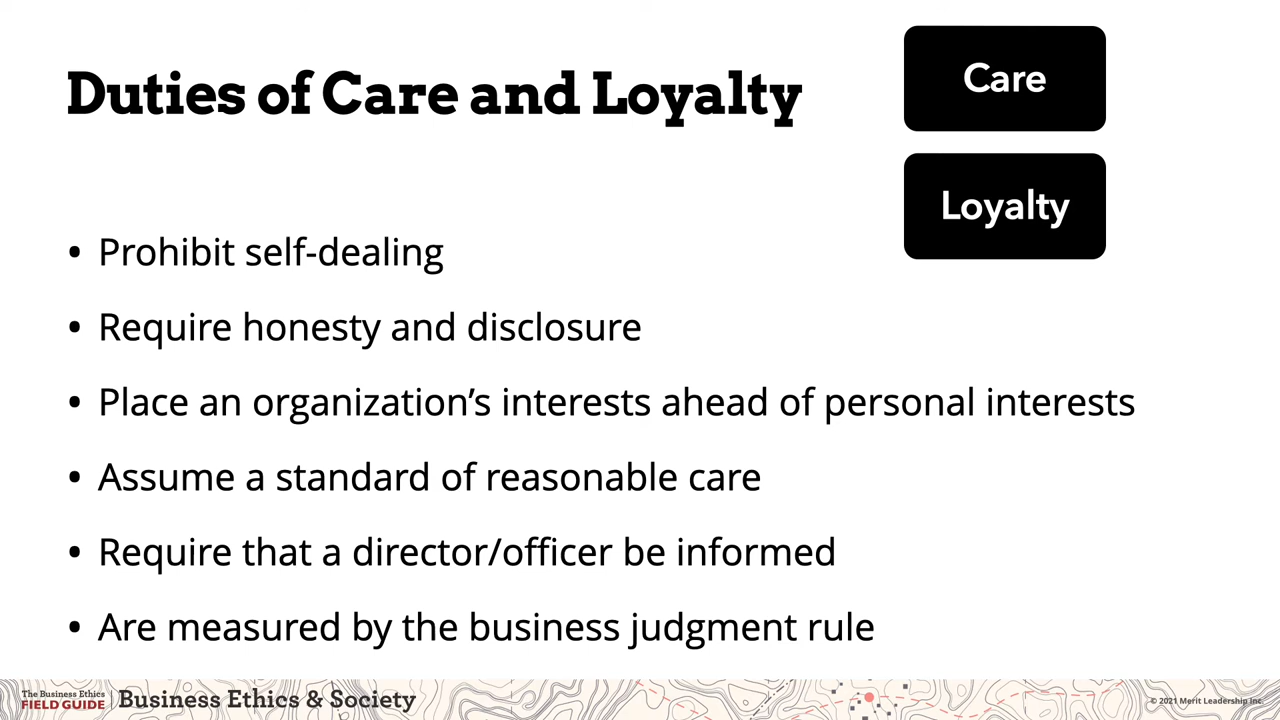 Duties of Care and Loyalty
Care
Loyalty
• Prohibit self-dealing
• Require honesty and disclosure
• Place an organization’s interests ahead of personal interests
• Assume a standard of reasonable care
• Require that a director/officer be informed
• Are measured by the business judgment rule
The Business Ethics
FIELD GUIDE
Business Ethics & Society
© 2021 Merit Leadership Inc.